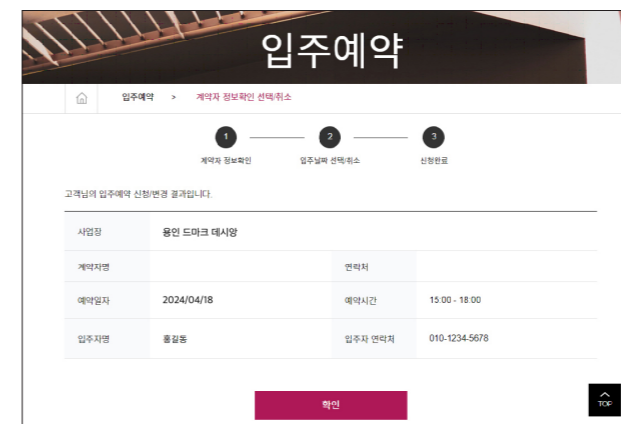 입주예약
입주예약 > 계약자 정보확인 선택/취소
1 2 3
계약자 정보확인 입주날짜 선택/취소 신청완료
고객님의 입주예약 신청/변경 결과입니다.
사업장 용인 드마크 데시앙
계약자명 연락처
예약일자 2024/04/18 예약시간 15:00 - 18:00
입주자명 홍길동 입주자 연락처 010-1234-5678
확인
TOP